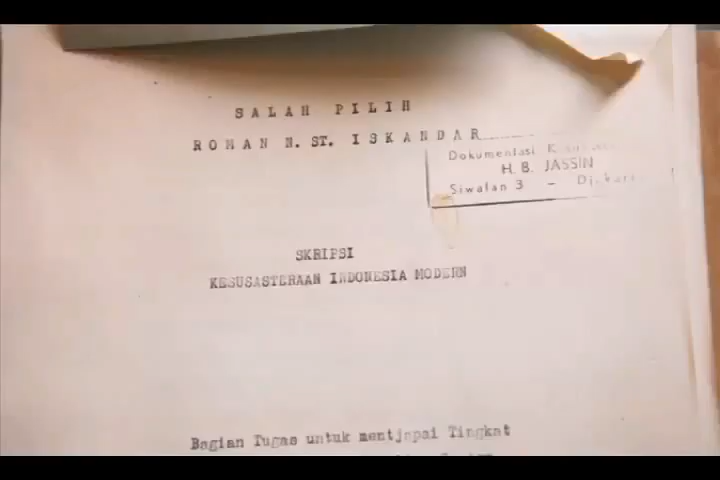 SALAH PILIH
ROMAN N. ST. ISKANDAR
Dokumentasi
H. B. JASSIN
Siwalan 3 -
SKRIPSI
KESUSASTERAAN INDONESIA MODERN
Bagian Tugas untuk mentjapai Tingkat